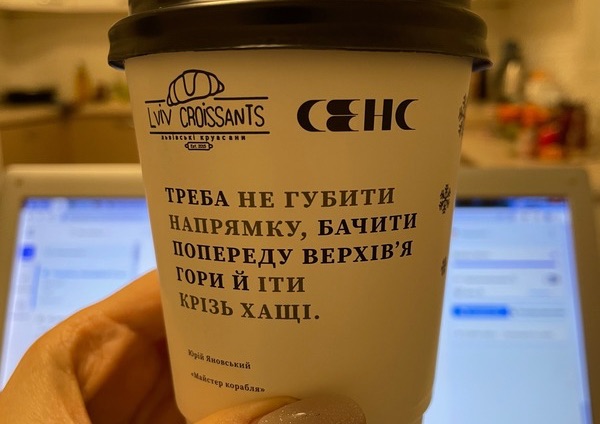 LVIV CROISSANTS
львівські круасани
Est. 2015
СЕНС
ТРЕБА НЕ ГУБИТИ
НАПРЯМКУ, БАЧИТИ
ПОПЕРЕДУ ВЕРХІВ’Я
ГОРИ Й ІТИ
КРІЗЬ ХАЩІ.
Юрій Яновський
«Майстер корабля»